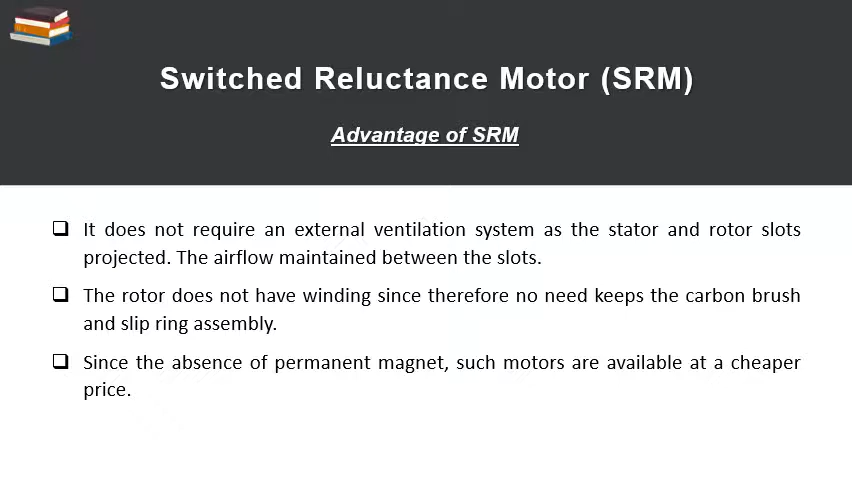 Switched Reluctance Motor (SRM)
Advantage of SRM
It does not require an external ventilation system as the stator and rotor slots
projected. The airflow maintained between the slots.
The rotor does not have winding since therefore no need keeps the carbon brush
and slip ring assembly.
Since the absence of permanent magnet, such motors are available at a cheaper
price.